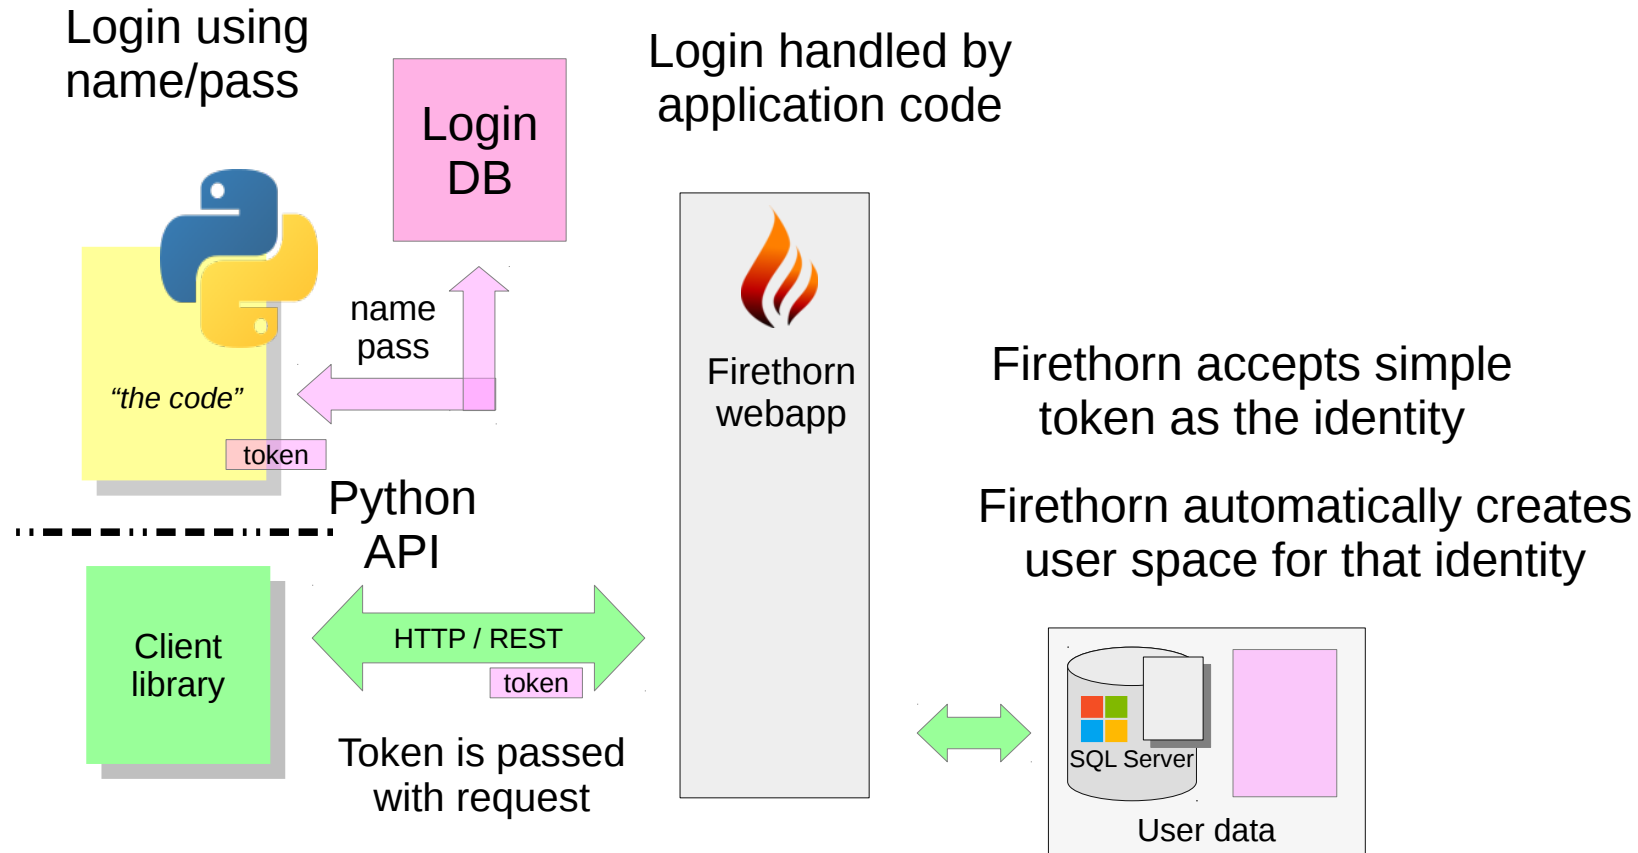 Login using
name/pass
Login handled by
application code
Login
DB
name
pass
“the code”
token
Firethorn
webapp
Firethorn accepts simple
token as the identity
Python
API
Firethorn automatically creates
user space for that identity
Client
library
HTTP / REST
token
Token is passed
with request
SQL Server
User data